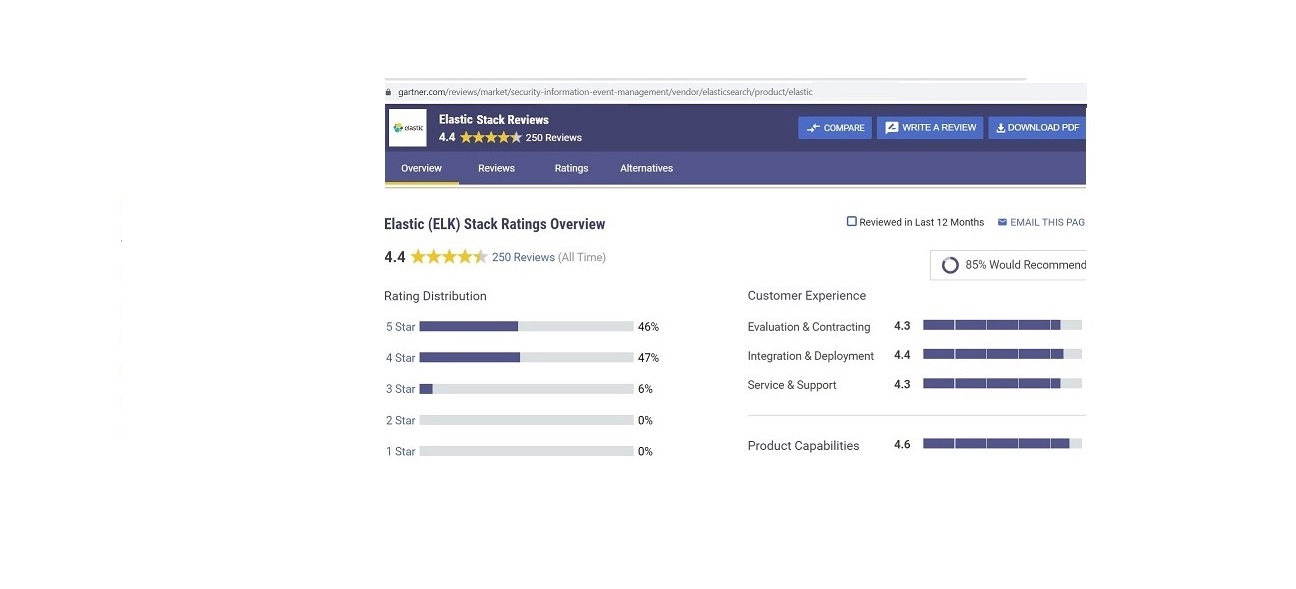 gartner.com/reviews/market/security-information-event-management/vendor/elasticsearch/product/elastic
elastic
Elastic Stack Reviews
4.4 250 Reviews
COMPARE
WRITE A REVIEW
DOWNLOAD PDF
Overview Reviews Ratings Alternatives
Elastic (ELK) Stack Ratings Overview
Reviewed in Last 12 Months
EMAIL THIS PAG
4.4 250 Reviews (All Time)
85% Would Recommend
Rating Distribution
5 Star 46%
4 Star 47%
3 Star 6%
2 Star 0%
1 Star 0%
Customer Experience
Evaluation & Contracting 4.3
Integration & Deployment 4.4
Service & Support 4.3
Product Capabilities 4.6